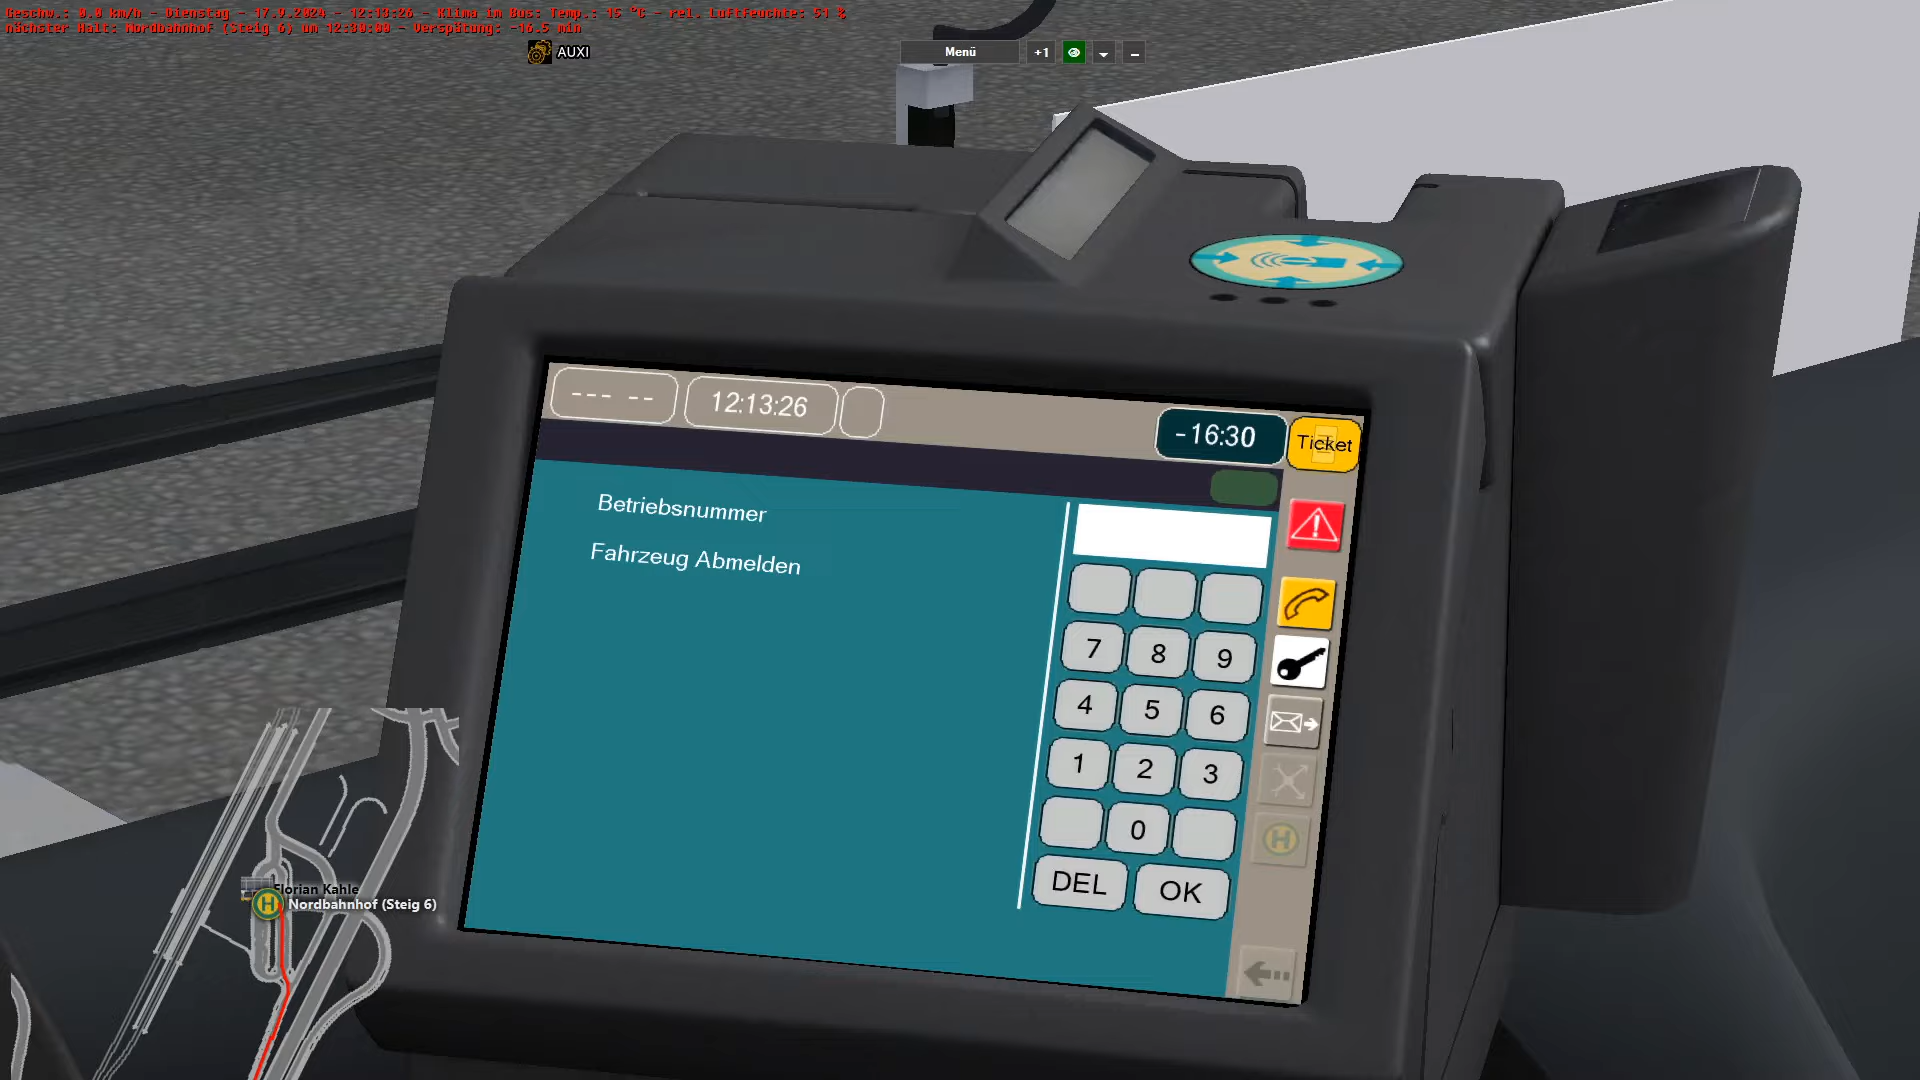 Geschw.: 0.0 km/h - Dienstag - 17.9.2024 - 12:13:26 - Klima im Bus: Temp.: 15 °C - rel. Luftfeuchte: 51 %
nächster Halt: Nordbahnhof (Steig 6) um 12:30:00 - Verspätung: -16.5 min
AUXI
Menü
+1
--- --
12:13:26
-16:30
Ticket
Betriebsnummer
Fahrzeug Abmelden
7 8 9
4 5 6
1 2 3
0
DEL OK
H
Florian Kahle
H
Nordbahnhof (Steig 6)